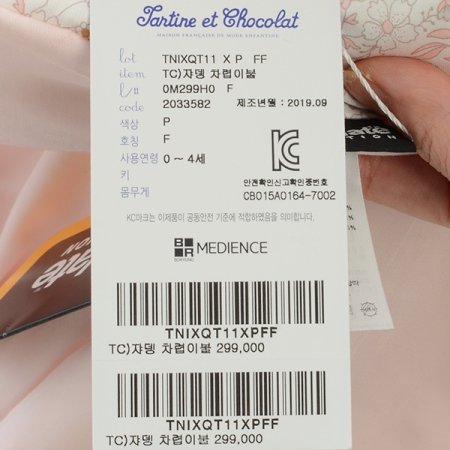 Tartine et Chocolat
MAISON FRANÇAISE DE MODE ENFANTINE
lot TNIXQT11 X P FF
item TC)쟈뎅 차렵이불
l/# 0M299H0 F
code 2033582 제조년월 : 2019.09
색상 P
호칭 F
사용연령 0 ~ 4세
키
몸무게
안전확인신고확인증번호
CB015A0164-7002
KC마크는 이제품이 공통안전 기준에 적합하였음을 의미합니다.
BR BORYUNG MEDIENCE
TNIXQT11XPFF
TC)쟈뎅 차렵이불 299,000
TNIXQT11XPFF
TC)쟈뎅 차렵이불 299,000